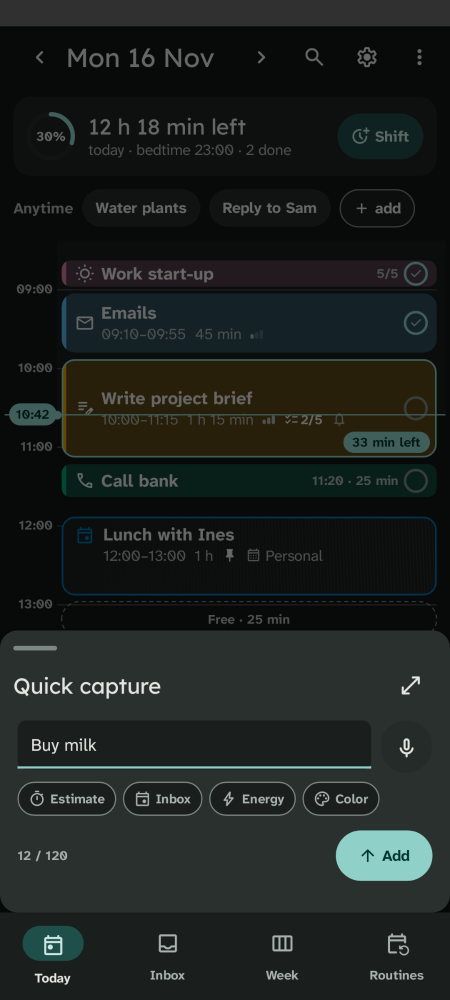 Mon 16 Nov
30%
12 h 18 min left
today · bedtime 23:00 · 2 done
Shift
Anytime
Water plants
Reply to Sam
+ add
Work start-up
5/5
09:00
Emails
09:10–09:55 45 min
10:00
Write project brief
10:42
10:00–11:15 1 h 15 min 2/5
11:00
33 min left
Call bank
11:20 · 25 min
12:00
Lunch with Ines
12:00–13:00 1 h Personal
13:00
Free · 25 min
Quick capture
Buy milk
Estimate
Inbox
Energy
Color
12 / 120
Add
Today
Inbox
Week
Routines